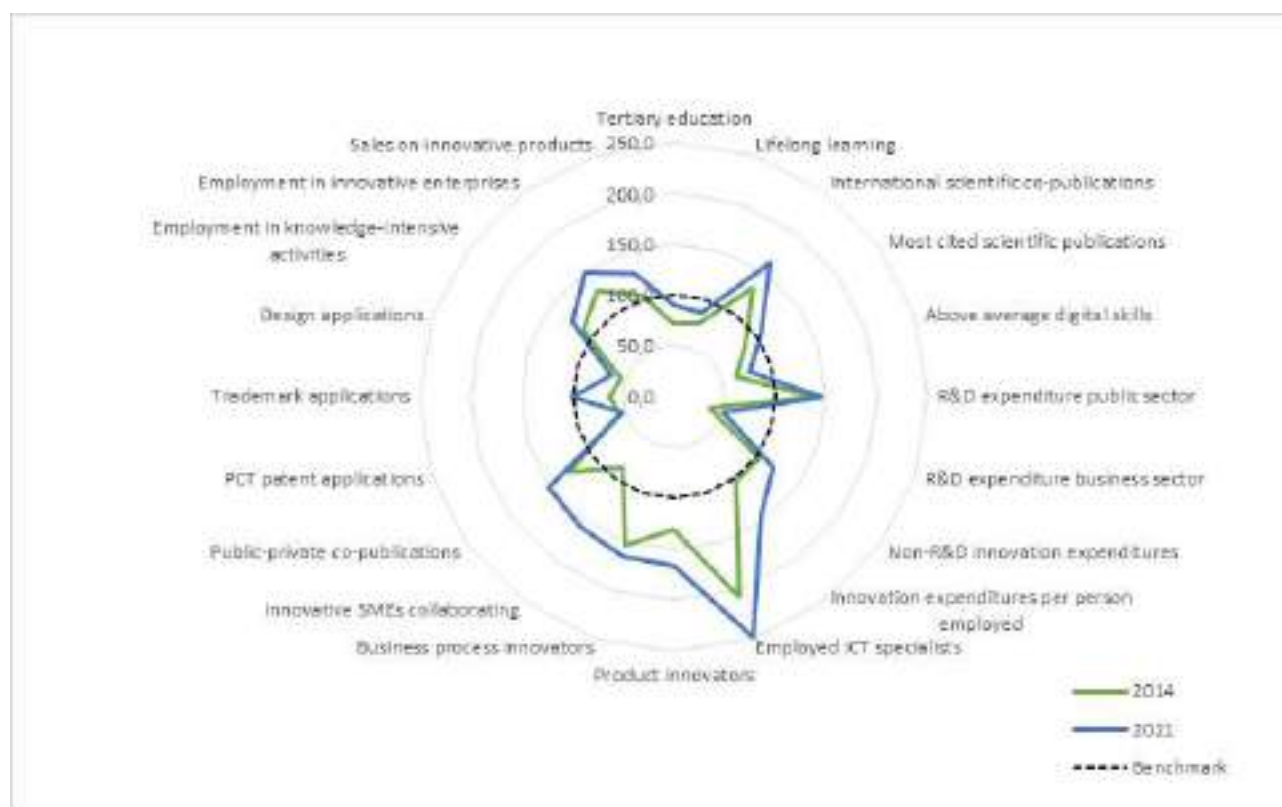 Tertiary education
Sales on innovative products
250,0
Lifelong learning
Employment in innovative enterprises
200,0
International scientific co-publications
Employment in knowledge-intensive
activities
150,0
Most cited scientific publications
100,0
Design applications
Above average digital skills
50,0
Trademark applications
0,0
R&D expenditure public sector
PCT patent applications
R&D expenditure business sector
Public-private co-publications
Non-R&D innovation expenditures
Innovative SMEs collaborating
Innovation expenditures per person
employed
Business process innovators
Employed ICT specialists
Product innovators
2014
2021
Benchmark